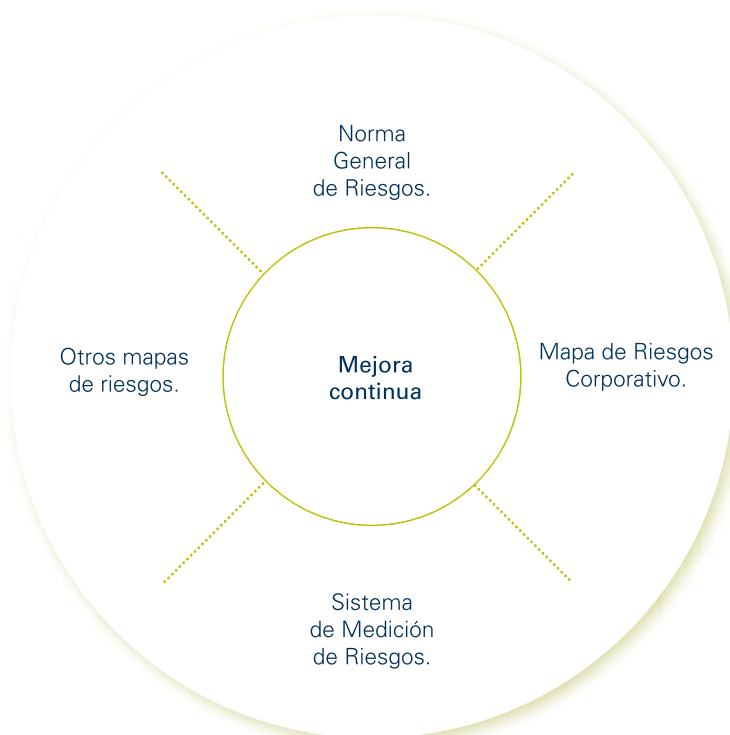 Norma
General
de Riesgos.
Otros mapas
de riesgos.
Mejora
continua
Mapa de Riesgos
Corporativo.
Sistema
de Medición
de Riesgos.